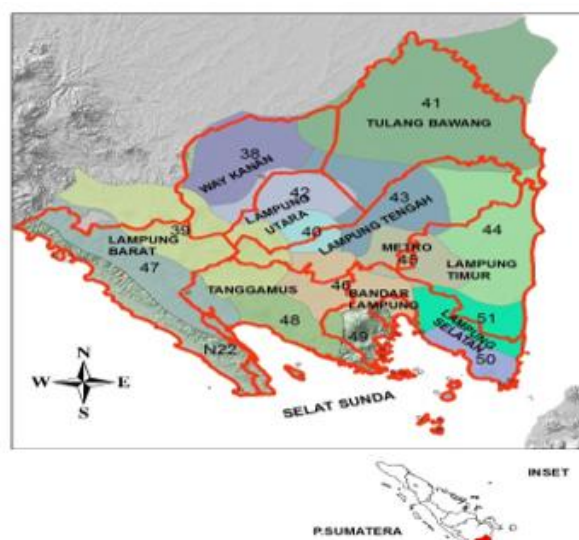 41
TULANG BAWANG
38
WAY KANAN
42
LAMPUNG
UTARA
43
LAMPUNG TENGAH
44
39
40
LAMPUNG
BARAT
47
METRO
45
LAMPUNG
TIMUR
TANGGAMUS
46
BANDAR
LAMPUNG
48
49
51
LAMPUNG
SELATAN
50
N22
N
W E
S
SELAT SUNDA
INSET
P.SUMATERA